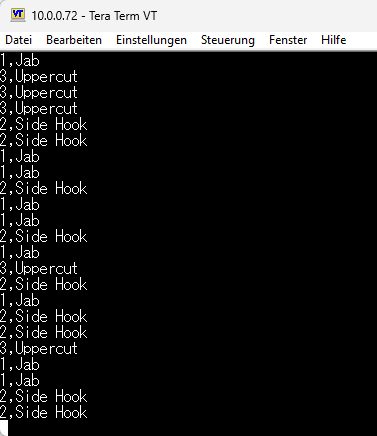 10.0.0.72 - Tera Term VT
Datei Bearbeiten Einstellungen Steuerung Fenster Hilfe
1,Jab
3,Uppercut
3,Uppercut
3,Uppercut
2,Side Hook
2,Side Hook
1,Jab
1,Jab
2,Side Hook
1,Jab
1,Jab
2,Side Hook
1,Jab
3,Uppercut
2,Side Hook
1,Jab
2,Side Hook
2,Side Hook
3,Uppercut
1,Jab
1,Jab
2,Side Hook
2,Side Hook